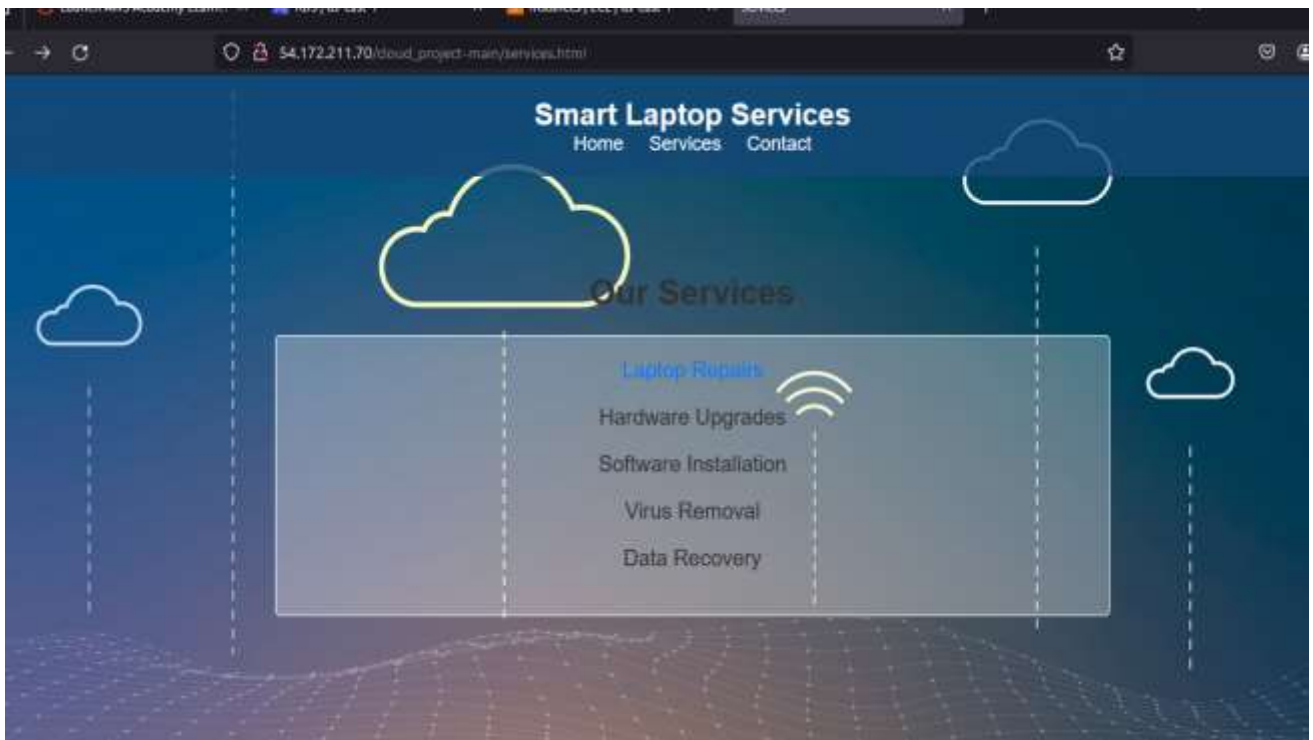 Services
54.172.211.70/cloud_project-main/services.html
Smart Laptop Services
Home Services Contact
Our Services
Laptop Repairs
Hardware Upgrades
Software Installation
Virus Removal
Data Recovery